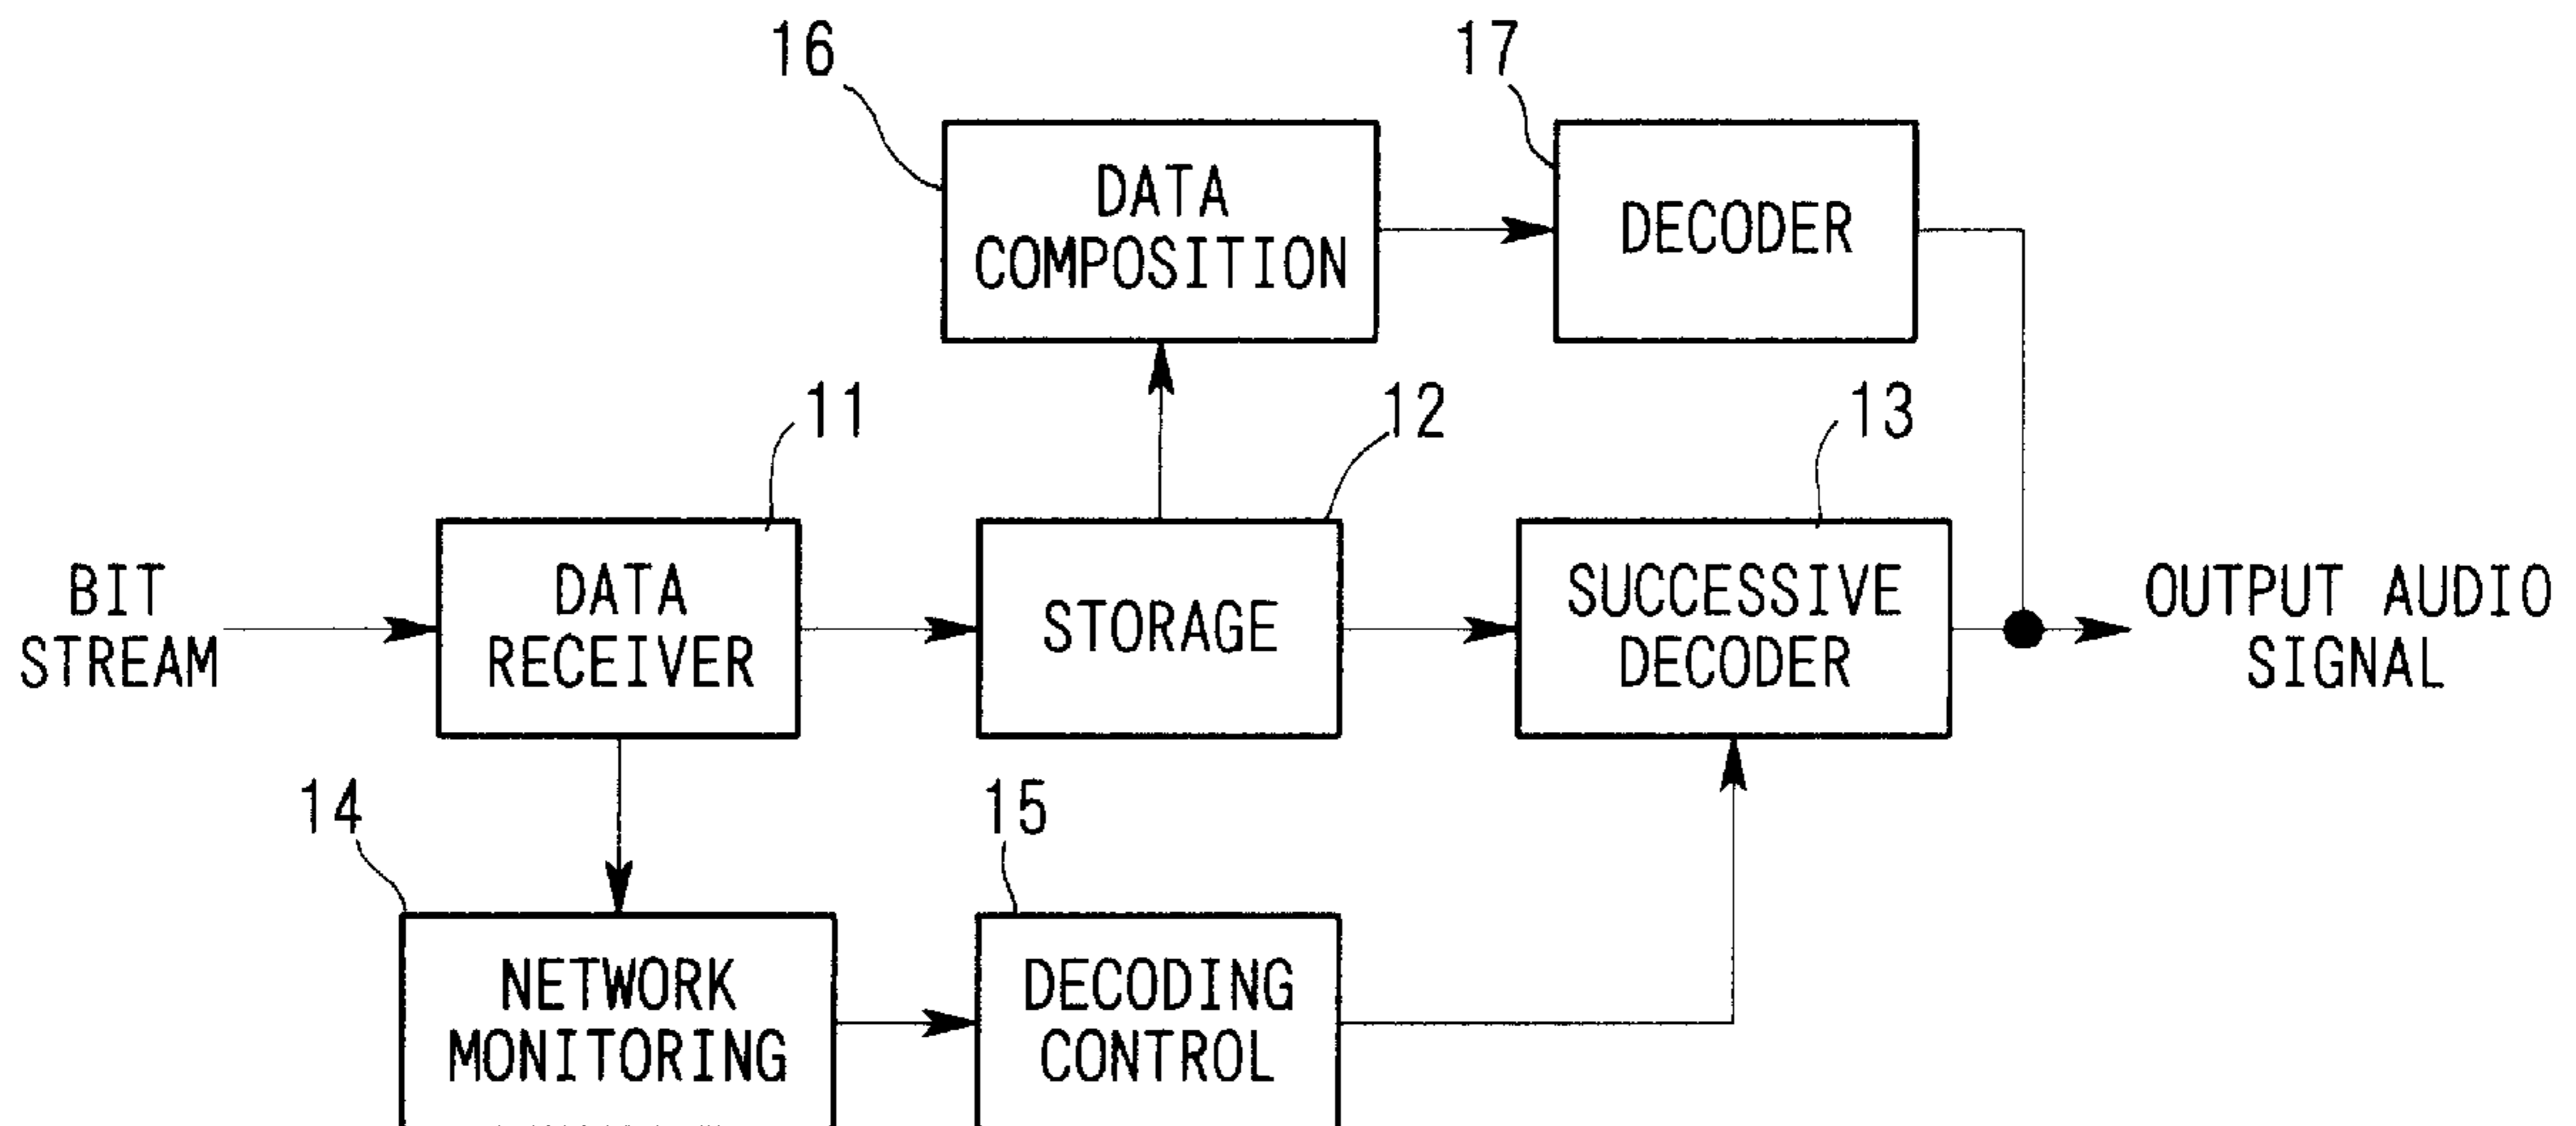 16
17
DATA
COMPOSITION
DECODER
11
12
13
BIT
STREAM
DATA
RECEIVER
STORAGE
SUCCESSIVE
DECODER
OUTPUT AUDIO
SIGNAL
14
15
NETWORK
MONITORING
DECODING
CONTROL